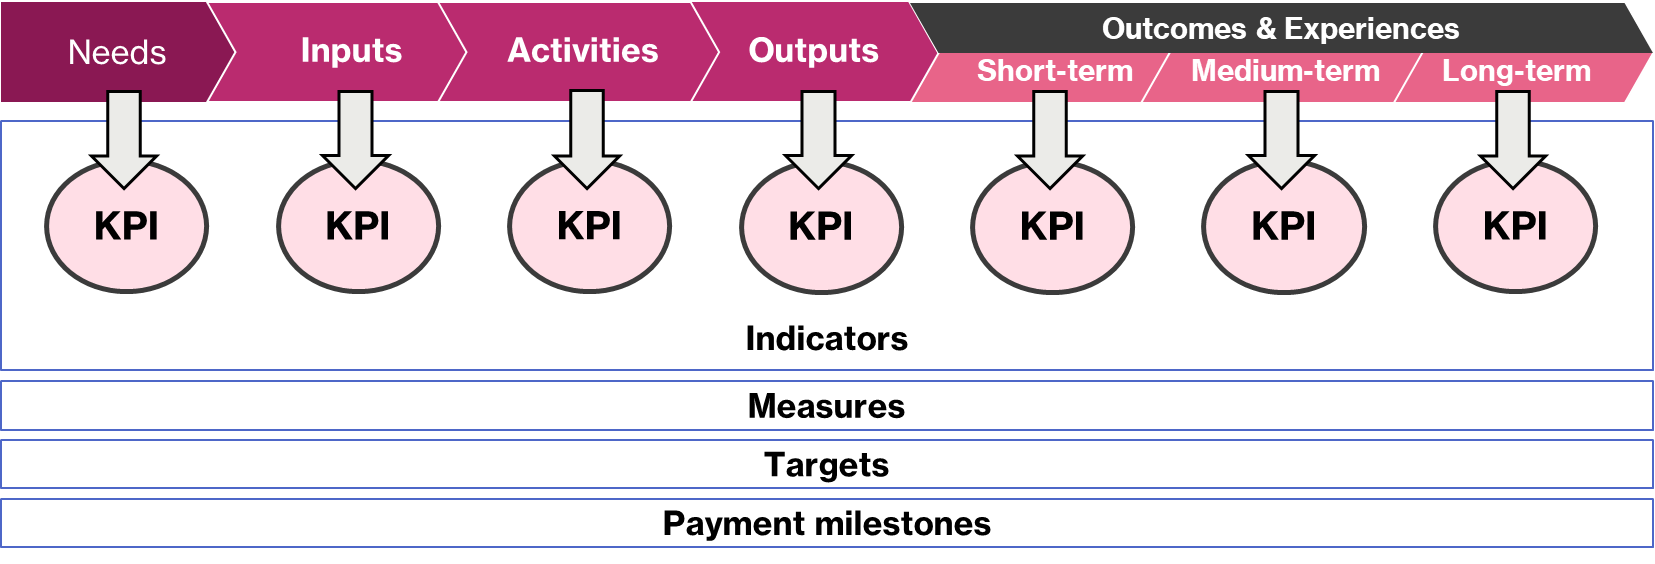 Needs
Inputs
Activities
Outputs
Outcomes & Experiences
Short-term
Medium-term
Long-term
KPI
KPI
KPI
KPI
KPI
KPI
KPI
Indicators
Measures
Targets
Payment milestones